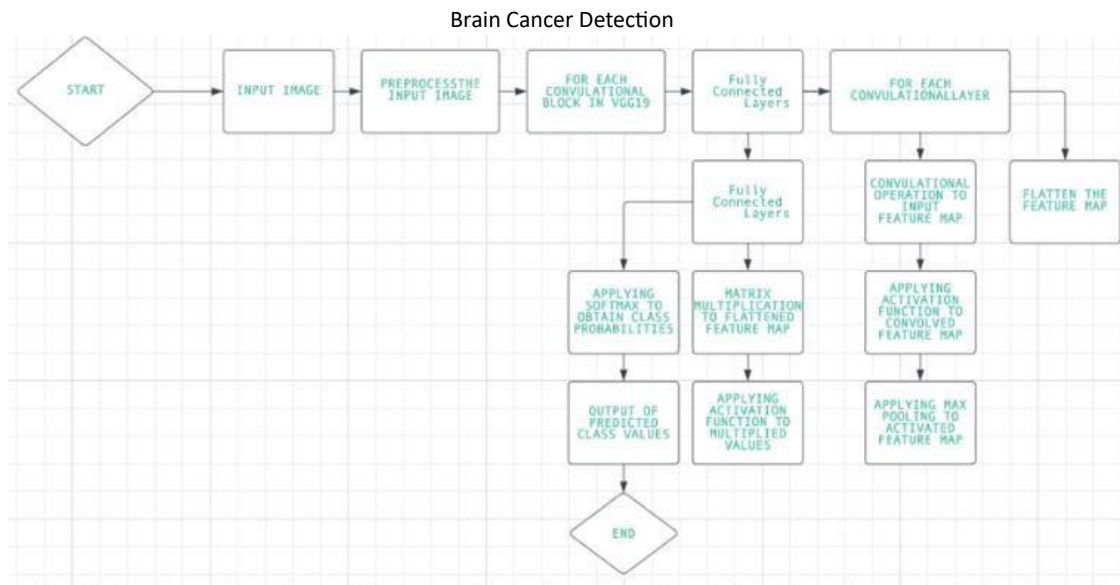 Brain Cancer Detection
START
INPUT IMAGE
PREPROCESSTHE
INPUT IMAGE
FOR EACH
CONVULATIONAL
BLOCK IN VGG19
Fully
Connected
Layers
FOR EACH
CONVULATIONALLAYER
Fully
Connected
Layers
CONVULATIONAL
OPERATION TO
INPUT
FEATURE MAP
FLATTEN THE
FEATURE MAP
APPLYING
SOFTMAX TO
OBTAIN CLASS
PROBABILITIES
MATRIX
MULTIPLICATION
TO FLATTENED
FEATURE MAP
APPLYING
ACTIVATION
FUNCTION TO
CONVOLVED
FEATURE MAP
OUTPUT OF
PREDICTED
CLASS VALUES
APPLYING
ACTIVATION
FUNCTION TO
MULTIPLIED
VALUES
APPLYING MAX
POOLING TO
ACTIVATED
FEATURE MAP
END